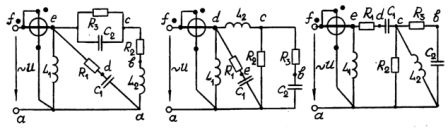 f e R₃ c
C₂
R₂
~u L₁ R₁ d в
C₁ L₂
a a
f d L₂ c
R₃
~u L₁ R₁ e R₂ в
C₁ C₂
a
f e R₁ d C₁ c R₃ в
~u L₁ R₂ L₂ C₂
a